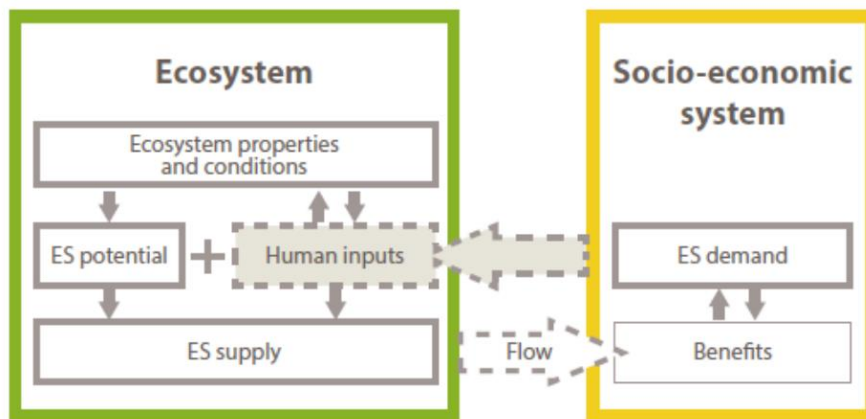 Ecosystem
Ecosystem properties
and conditions
ES potential
+
Human inputs
ES supply
Flow
Socio-economic
system
ES demand
Benefits